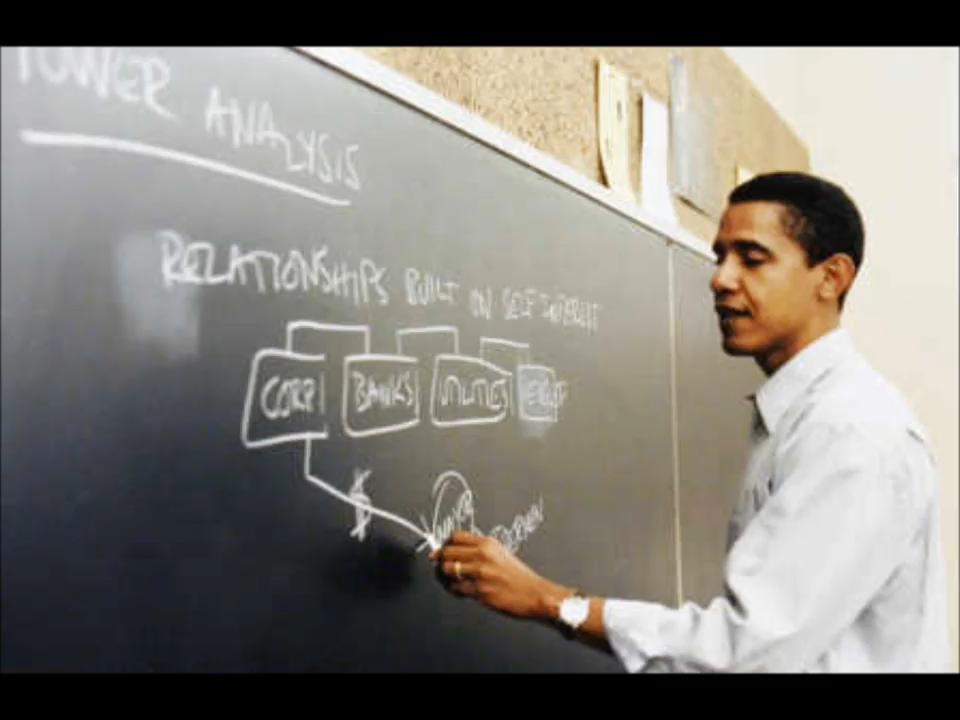 POWER ANALYSIS
RELATIONSHIPS BUILT ON SELF INTEREST
CORP BANKS UTILITIES
$